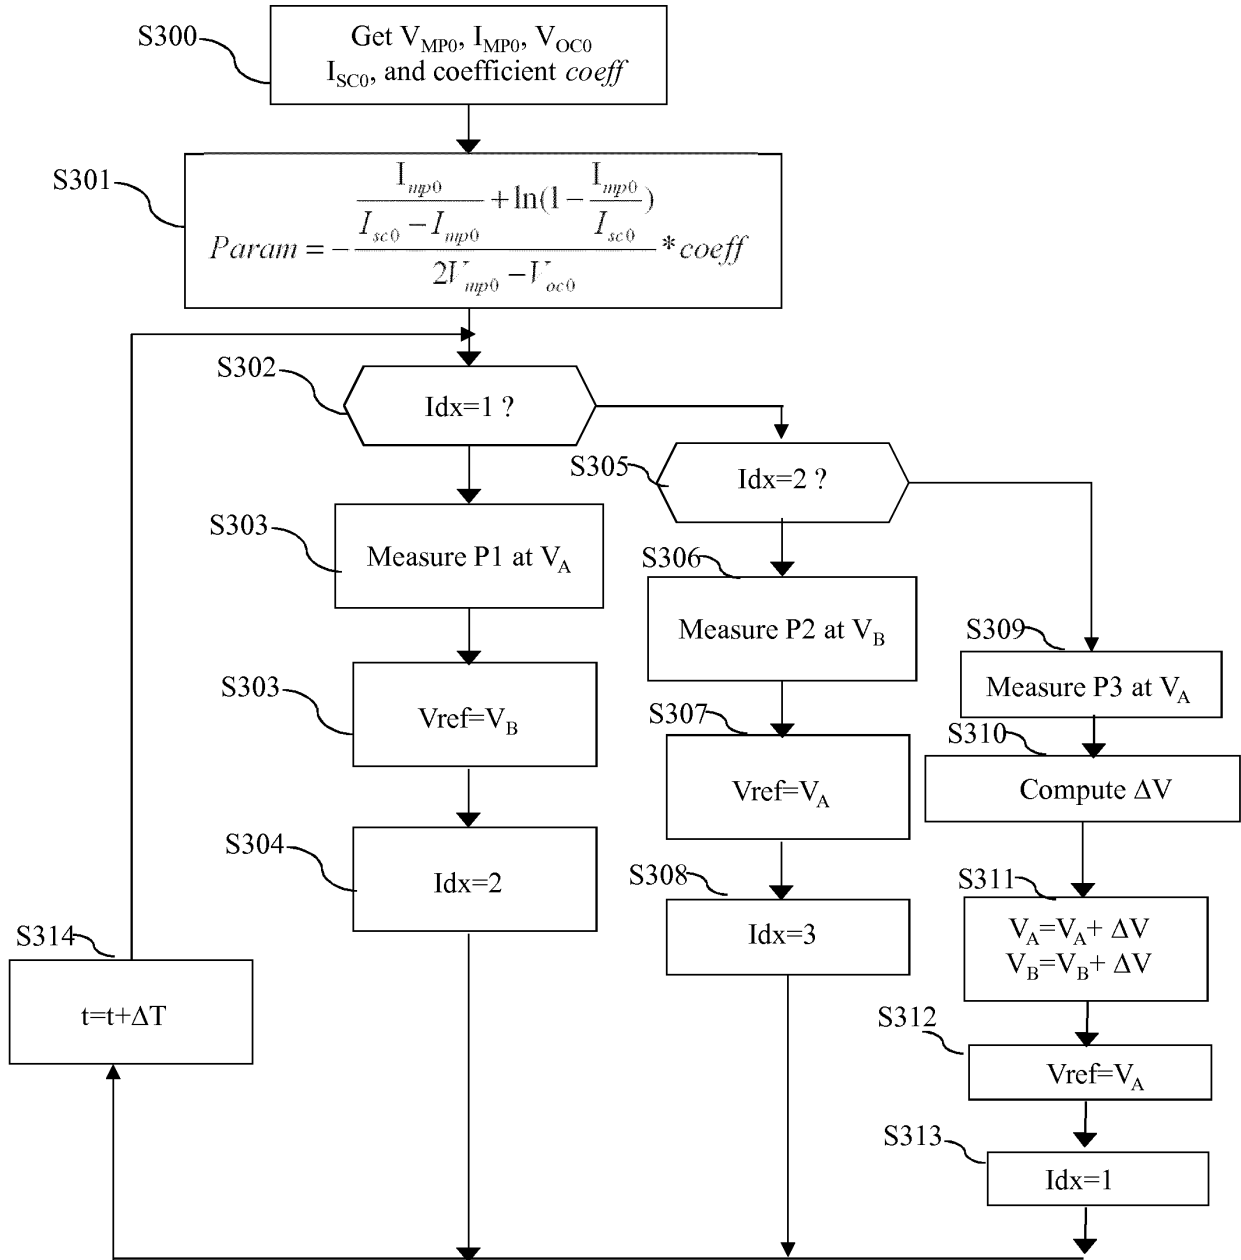 S300
Get V_MP0, I_MP0, V_OC0
I_SC0, and coefficient coeff
S301
Param = - (I_mp0 / (I_sc0 - I_mp0) + ln(1 - I_mp0 / I_sc0)) / (2V_mp0 - V_oc0) * coeff
S302
Idx=1 ?
S305
Idx=2 ?
S303
Measure P1 at V_A
S306
Measure P2 at V_B
S309
Measure P3 at V_A
S303
Vref=V_B
S307
Vref=V_A
S310
Compute ΔV
S304
Idx=2
S308
Idx=3
S311
V_A=V_A+ ΔV
V_B=V_B+ ΔV
S314
t=t+ΔT
S312
Vref=V_A
S313
Idx=1